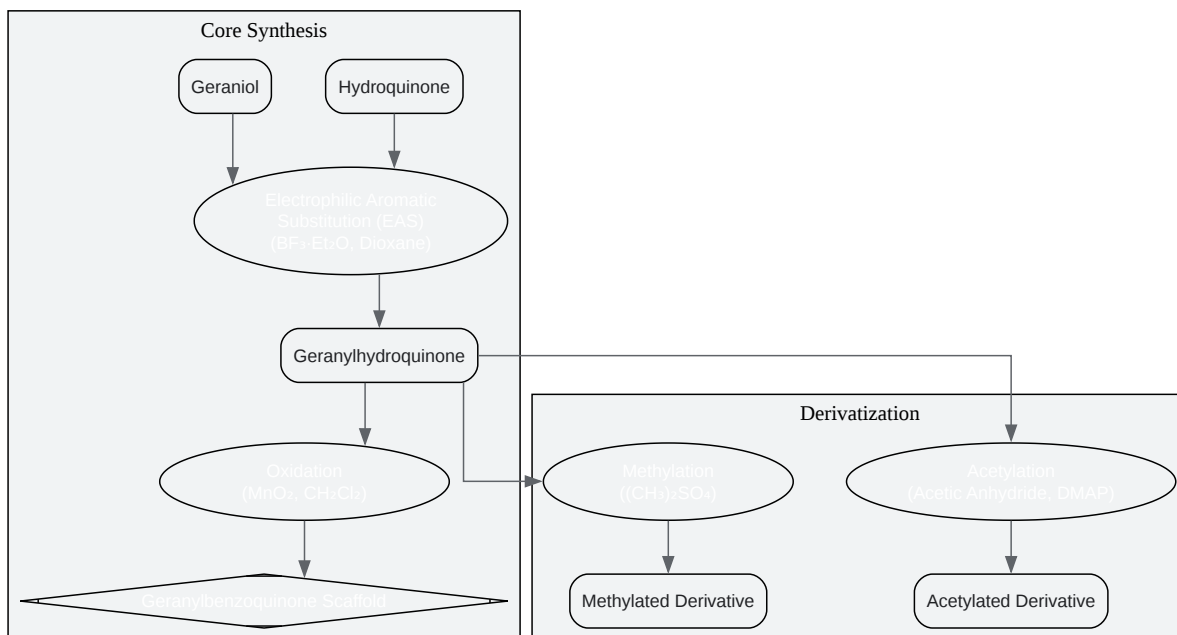 Core Synthesis
Geraniol
Hydroquinone
Electrophilic Aromatic
Substitution (EAS)
(BF₃·Et₂O, Dioxane)
Geranylhydroquinone
Derivatization
Oxidation
(MnO₂, CH₂Cl₂)
Methylation
((CH₃)₂SO₄)
Acetylation
(Acetic Anhydride, DMAP)
Geranylbenzoquinone Scaffold
Methylated Derivative
Acetylated Derivative